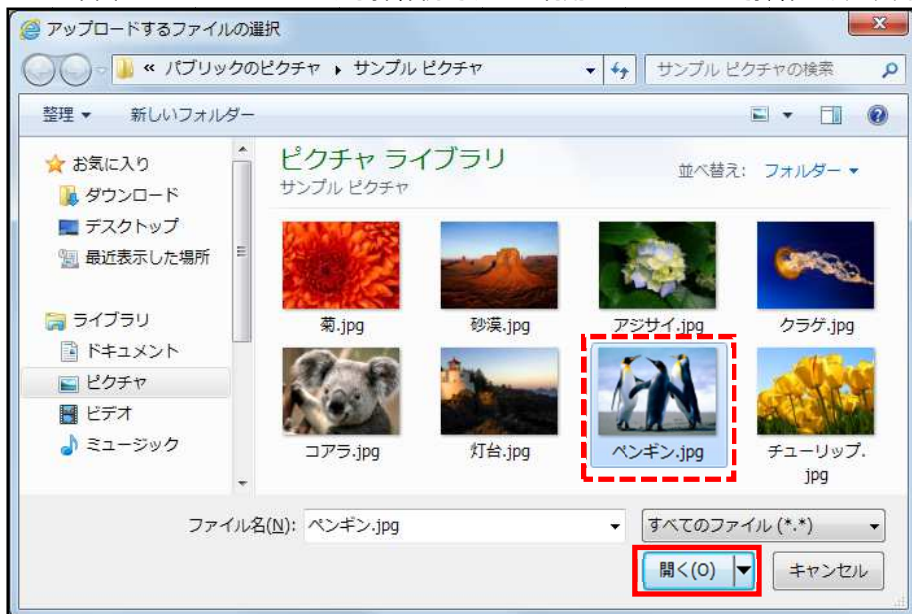 アップロードするファイルの選択
« パブリックのピクチャ ▸ サンプル ピクチャ
サンプル ピクチャの検索
整理 ▼ 新しいフォルダー
お気に入り
ダウンロード
デスクトップ
最近表示した場所
ライブラリ
ドキュメント
ピクチャ
ビデオ
ミュージック
ピクチャ ライブラリ
サンプル ピクチャ
並べ替え: フォルダー ▼
菊.jpg
砂漠.jpg
アジサイ.jpg
クラゲ.jpg
コアラ.jpg
灯台.jpg
ペンギン.jpg
チューリップ.
jpg
ファイル名(N): ペンギン.jpg
すべてのファイル (*.*)
開く(O)
キャンセル